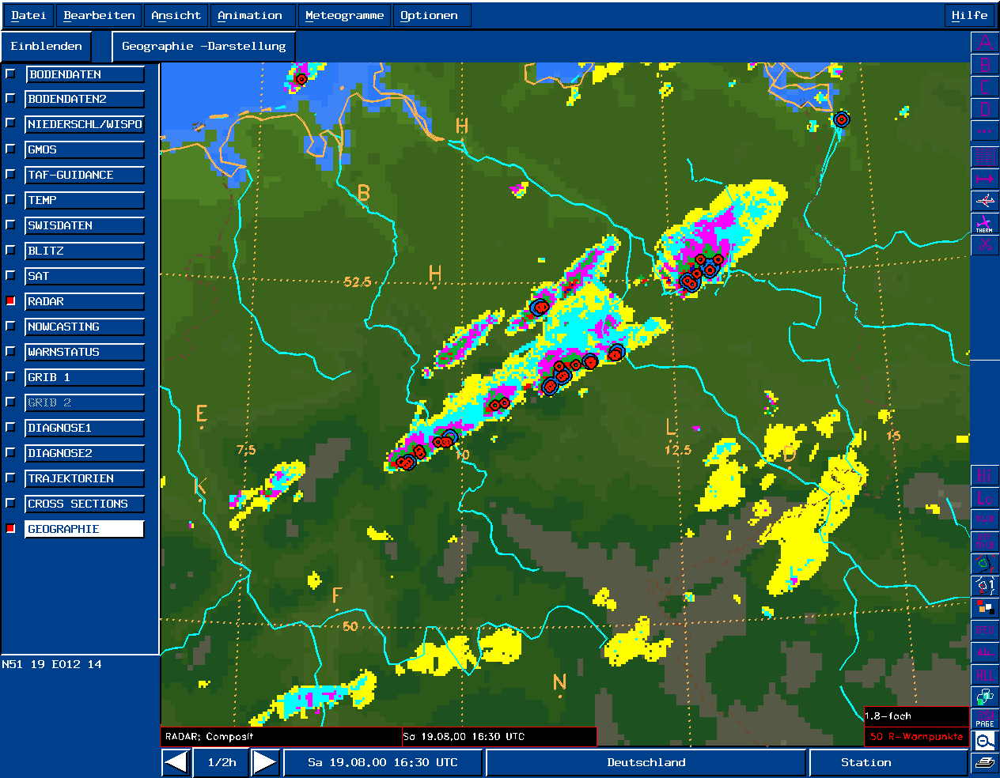 Datei Bearbeiten Ansicht Animation Meteogramme Optionen Hilfe
Einblenden Geographie -Darstellung
BODENDATEN
BODENDATEN2
NIEDERSCHL/WISPO
GMOS
TAF-GUIDANCE
TEMP
SWISDATEN
BLITZ
SAT
RADAR
NOWCASTING
WARNSTATUS
GRIB 1
GRIB 2
DIAGNOSE1
DIAGNOSE2
TRAJEKTORIEN
CROSS SECTIONS
GEOGRAPHIE
N51 19 E012 14
H
B
H
52.5
E
L
15
7.5
10
12.5
D
K
F
50
N
A
B
C
D
...
THERM
Hi
Lo
1
ALL
PAGE
1.8-fach
RADAR; Composit Sa 19.08.00 16:30 UTC 50 R-Warnpunkte
1/2h Sa 19.08.00 16:30 UTC Deutschland Station